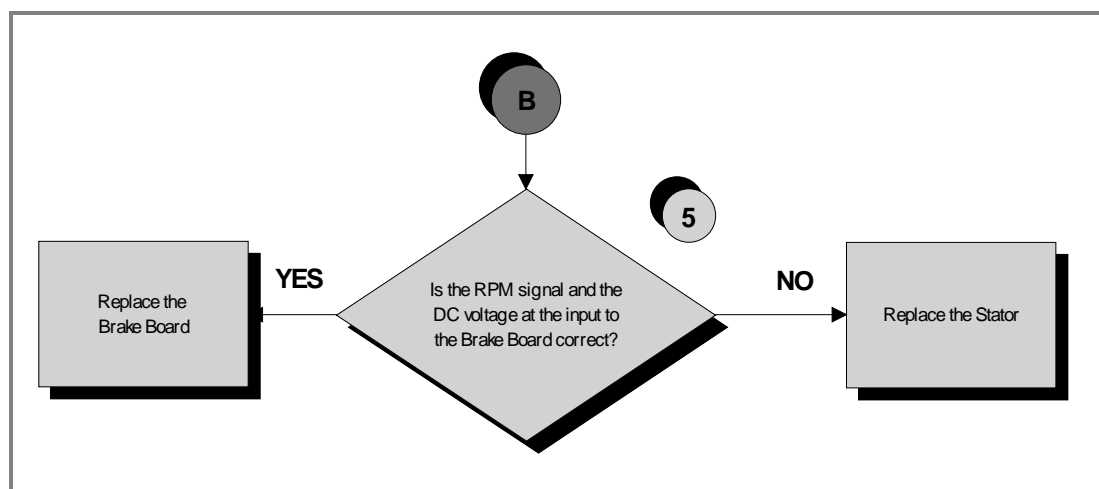 B
5
YES
NO
Replace the
Brake Board
Is the RPM signal and the
DC voltage at the input to
the Brake Board correct?
Replace the Stator